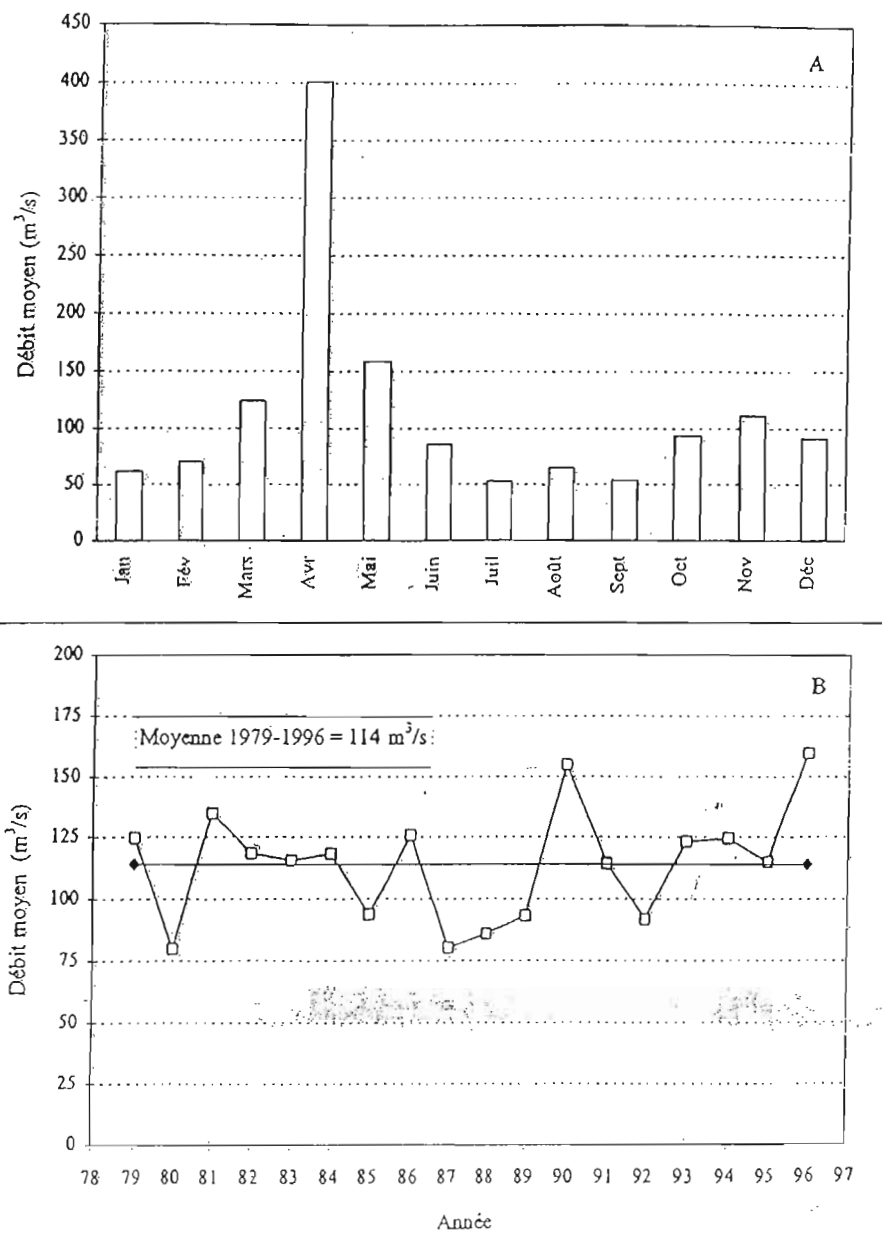 A
Débit moyen (m³/s)
450
400
350
300
250
200
150
100
50
0
Jan Fév Mars Avr Mai Juin Juil Août Sept Oct Nov Déc
B
Débit moyen (m³/s)
200
175
Moyenne 1979-1996 = 114 m³/s
150
125
100
75
50
25
0
78 79 80 81 82 83 84 85 86 87 88 89 90 91 92 93 94 95 96 97
Année